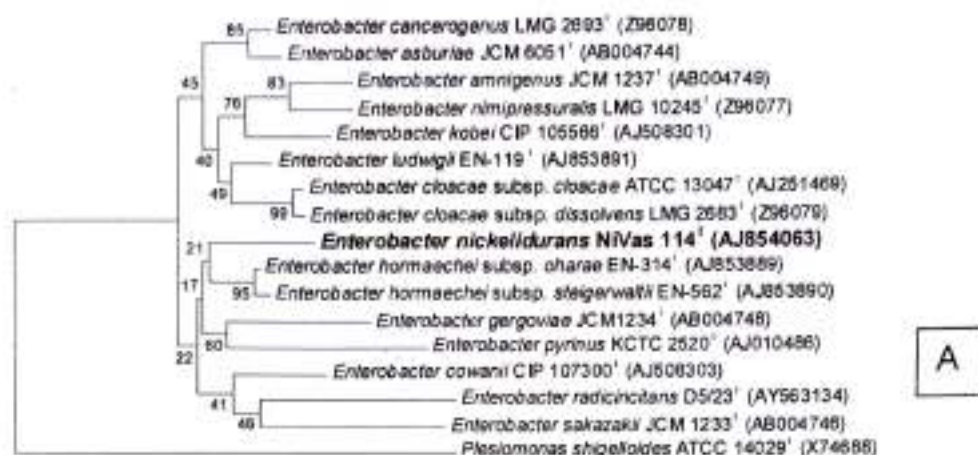 85 Enterobacter cancerogenus LMG 2693ᵀ (Z96078)
Enterobacter asburiae JCM 6051ᵀ (AB004744)
45
83 Enterobacter amnigenus JCM 1237ᵀ (AB004749)
76 Enterobacter nimipressuralis LMG 10245ᵀ (Z96077)
Enterobacter kobei CIP 105566ᵀ (AJ508301)
40 Enterobacter ludwigii EN-119ᵀ (AJ853891)
49 Enterobacter cloacae subsp. cloacae ATCC 13047ᵀ (AJ251469)
99 Enterobacter cloacae subsp. dissolvens LMG 2683ᵀ (Z96079)
21 Enterobacter nickelidurans NiVas 114ᵀ (AJ854063)
Enterobacter hormaechei subsp. oharae EN-314ᵀ (AJ853889)
17 95 Enterobacter hormaechei subsp. steigerwaltii EN-562ᵀ (AJ853890)
Enterobacter gergoviae JCM1234ᵀ (AB004748)
22 60 Enterobacter pyrinus KCTC 2520ᵀ (AJ010486)
Enterobacter cowanii CIP 107300ᵀ (AJ508303)
41 Enterobacter radicincitans D5/23ᵀ (AY563134)
46 Enterobacter sakazakii JCM 1233ᵀ (AB004746)
Plesiomonas shigelloides ATCC 14029ᵀ (X74688)
A